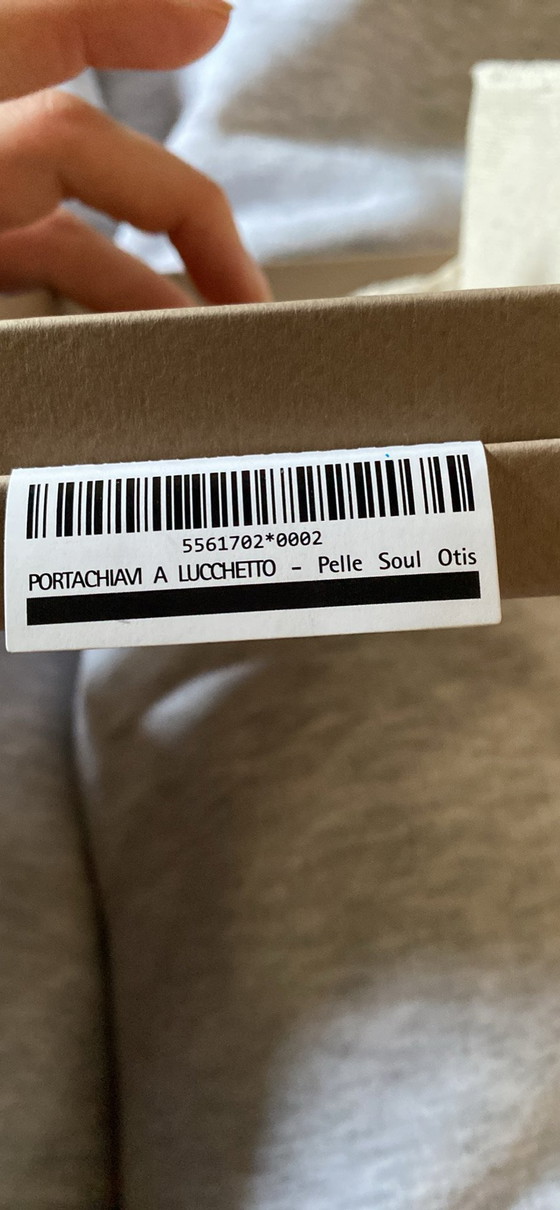 5561702*0002
PORTACHIAVI A LUCCHETTO - Pelle Soul Otis